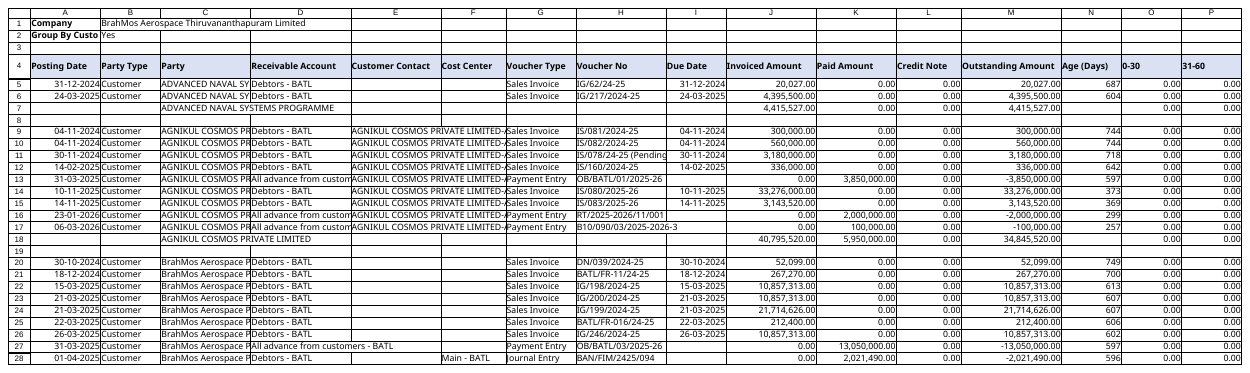 A B C D E F G H I J K L M N O P
1 Company BrahMos Aerospace Thiruvananthapuram Limited
2 Group By Custo Yes
3
4 Posting Date Party Type Party Receivable Account Customer Contact Cost Center Voucher Type Voucher No Due Date Invoiced Amount Paid Amount Credit Note Outstanding Amount Age (Days) 0-30 31-60
5 31-12-2024 Customer ADVANCED NAVAL SY Debtors - BATL Sales Invoice IG/62/24-25 31-12-2024 20,027.00 0.00 0.00 20,027.00 687 0.00 0.00
6 24-03-2025 Customer ADVANCED NAVAL SY Debtors - BATL Sales Invoice IG/217/2024-25 24-03-2025 4,395,500.00 0.00 0.00 4,395,500.00 604 0.00 0.00
7 ADVANCED NAVAL SYSTEMS PROGRAMME 4,415,527.00 0.00 0.00 4,415,527.00 0.00 0.00
8
9 04-11-2024 Customer AGNIKUL COSMOS PR Debtors - BATL AGNIKUL COSMOS PRIVATE LIMITED-A Sales Invoice IS/081/2024-25 04-11-2024 300,000.00 0.00 0.00 300,000.00 744 0.00 0.00
10 04-11-2024 Customer AGNIKUL COSMOS PR Debtors - BATL AGNIKUL COSMOS PRIVATE LIMITED-A Sales Invoice IS/082/2024-25 04-11-2024 560,000.00 0.00 0.00 560,000.00 744 0.00 0.00
11 30-11-2024 Customer AGNIKUL COSMOS PR Debtors - BATL AGNIKUL COSMOS PRIVATE LIMITED-A Sales Invoice IS/078/24-25 (Pending 30-11-2024 3,180,000.00 0.00 0.00 3,180,000.00 718 0.00 0.00
12 14-02-2025 Customer AGNIKUL COSMOS PR Debtors - BATL AGNIKUL COSMOS PRIVATE LIMITED-A Sales Invoice IS/160/2024-25 14-02-2025 336,000.00 0.00 0.00 336,000.00 642 0.00 0.00
13 31-03-2025 Customer AGNIKUL COSMOS PR All advance from custom AGNIKUL COSMOS PRIVATE LIMITED-A Payment Entry OB/BATL/01/2025-26 0.00 3,850,000.00 0.00 -3,850,000.00 597 0.00 0.00
14 10-11-2025 Customer AGNIKUL COSMOS PR Debtors - BATL AGNIKUL COSMOS PRIVATE LIMITED-A Sales Invoice IS/080/2025-26 10-11-2025 33,276,000.00 0.00 0.00 33,276,000.00 373 0.00 0.00
15 14-11-2025 Customer AGNIKUL COSMOS PR Debtors - BATL AGNIKUL COSMOS PRIVATE LIMITED-A Sales Invoice IS/083/2025-26 14-11-2025 3,143,520.00 0.00 0.00 3,143,520.00 369 0.00 0.00
16 23-01-2026 Customer AGNIKUL COSMOS PR All advance from custom AGNIKUL COSMOS PRIVATE LIMITED-A Payment Entry RT/2025-2026/11/001 0.00 2,000,000.00 0.00 -2,000,000.00 299 0.00 0.00
17 06-03-2026 Customer AGNIKUL COSMOS PR All advance from custom AGNIKUL COSMOS PRIVATE LIMITED-A Payment Entry B10/090/03/2025-2026-3 0.00 100,000.00 0.00 -100,000.00 257 0.00 0.00
18 AGNIKUL COSMOS PRIVATE LIMITED 40,795,520.00 5,950,000.00 0.00 34,845,520.00 0.00 0.00
19
20 30-10-2024 Customer BrahMos Aerospace P Debtors - BATL Sales Invoice DN/039/2024-25 30-10-2024 52,099.00 0.00 0.00 52,099.00 749 0.00 0.00
21 18-12-2024 Customer BrahMos Aerospace P Debtors - BATL Sales Invoice BATL/FR-11/24-25 18-12-2024 267,270.00 0.00 0.00 267,270.00 700 0.00 0.00
22 15-03-2025 Customer BrahMos Aerospace P Debtors - BATL Sales Invoice IG/198/2024-25 15-03-2025 10,857,313.00 0.00 0.00 10,857,313.00 613 0.00 0.00
23 21-03-2025 Customer BrahMos Aerospace P Debtors - BATL Sales Invoice IG/200/2024-25 21-03-2025 10,857,313.00 0.00 0.00 10,857,313.00 607 0.00 0.00
24 21-03-2025 Customer BrahMos Aerospace P Debtors - BATL Sales Invoice IG/199/2024-25 21-03-2025 21,714,626.00 0.00 0.00 21,714,626.00 607 0.00 0.00
25 22-03-2025 Customer BrahMos Aerospace P Debtors - BATL Sales Invoice BATL/FR-016/24-25 22-03-2025 212,400.00 0.00 0.00 212,400.00 606 0.00 0.00
26 26-03-2025 Customer BrahMos Aerospace P Debtors - BATL Sales Invoice IG/246/2024-25 26-03-2025 10,857,313.00 0.00 0.00 10,857,313.00 602 0.00 0.00
27 31-03-2025 Customer BrahMos Aerospace P All advance from customers - BATL Payment Entry OB/BATL/03/2025-26 0.00 13,050,000.00 0.00 -13,050,000.00 597 0.00 0.00
28 01-04-2025 Customer BrahMos Aerospace P Debtors - BATL Main - BATL Journal Entry BAN/FIM/2425/094 0.00 2,021,490.00 0.00 -2,021,490.00 596 0.00 0.00